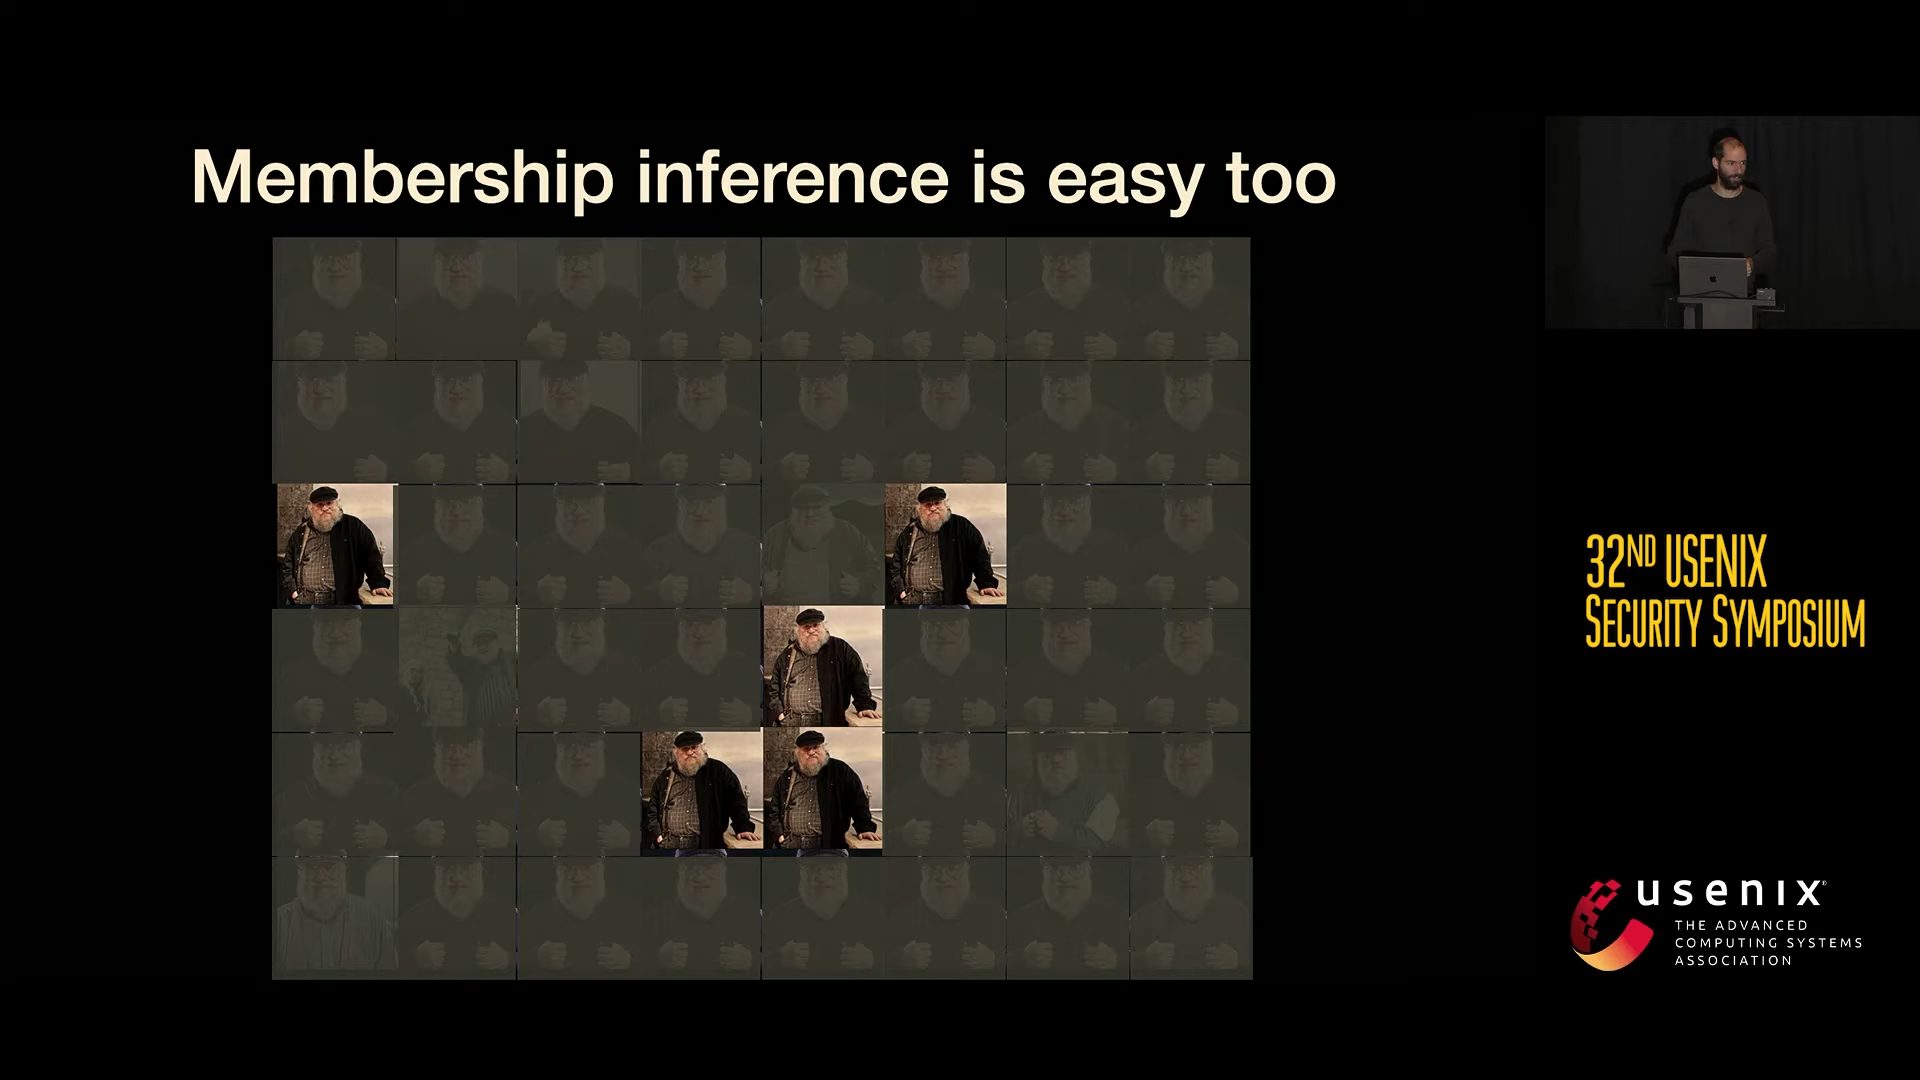 Membership inference is easy too
32ND USENIX
SECURITY SYMPOSIUM
usenix®
THE ADVANCED
COMPUTING SYSTEMS
ASSOCIATION